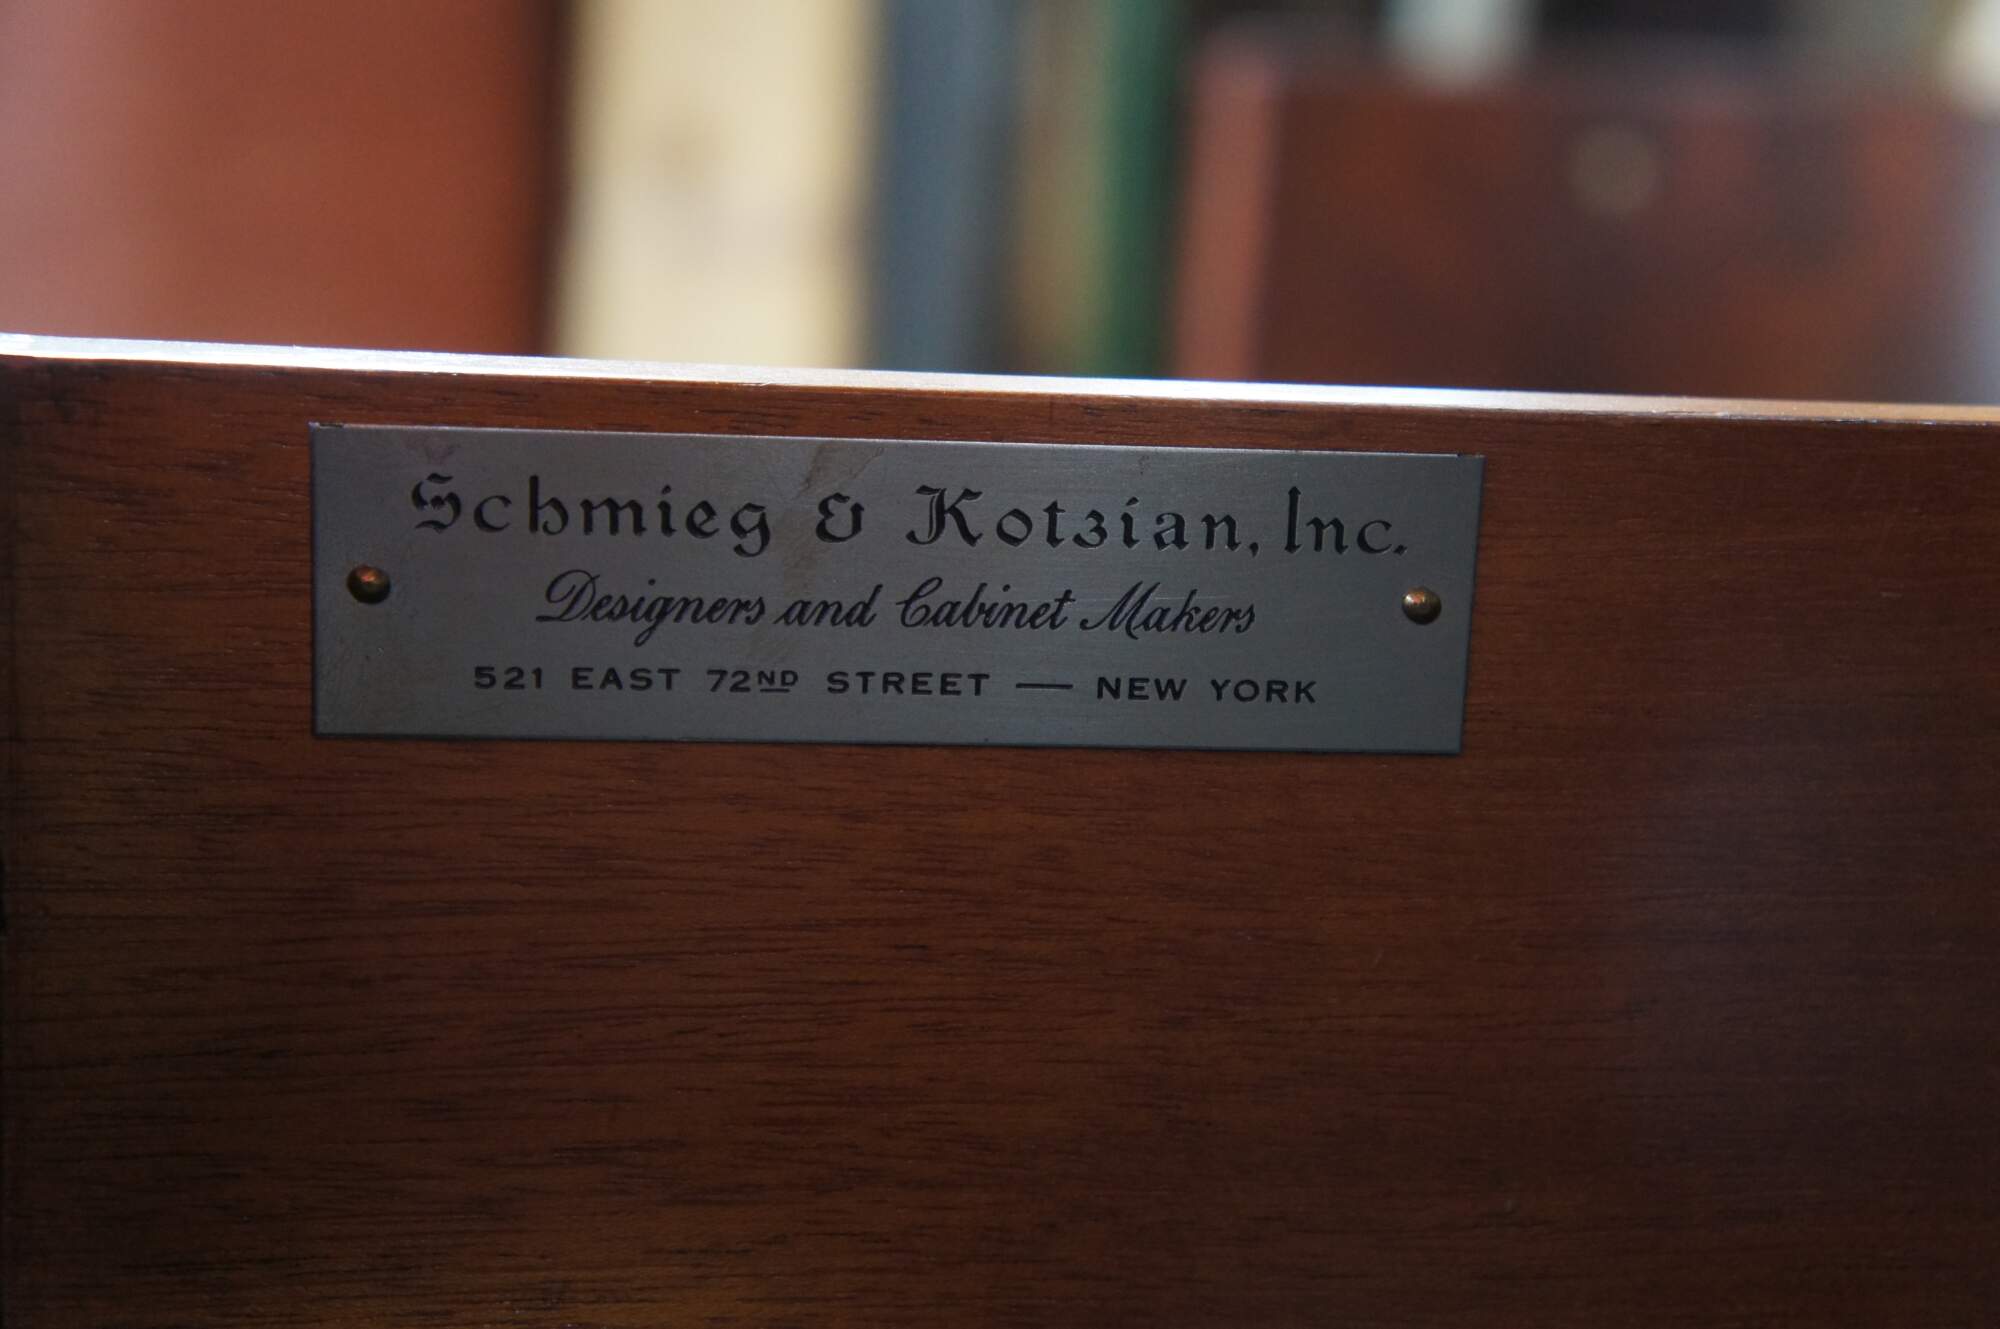 Schmieg & Kotzian, Inc.
Designers and Cabinet Makers
521 EAST 72ND STREET — NEW YORK